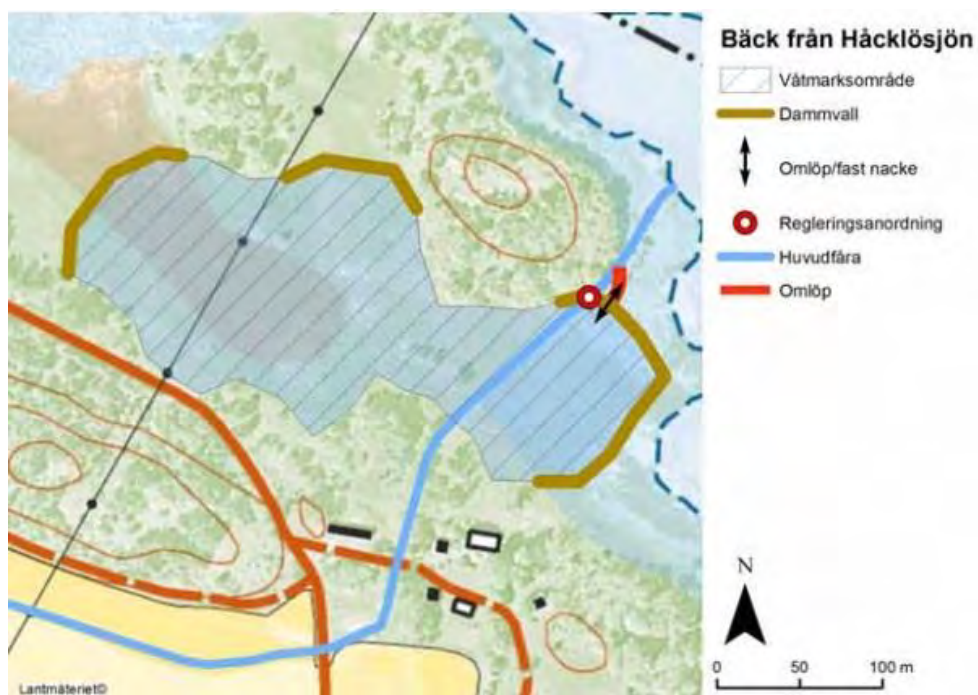 Bäck från Håcklösjön
Våtmarksområde
Dammvall
Omlöp/fast nacke
Regleringsanordning
Huvudfåra
Omlöp
N
0 50 100 m
Lantmäteriet©